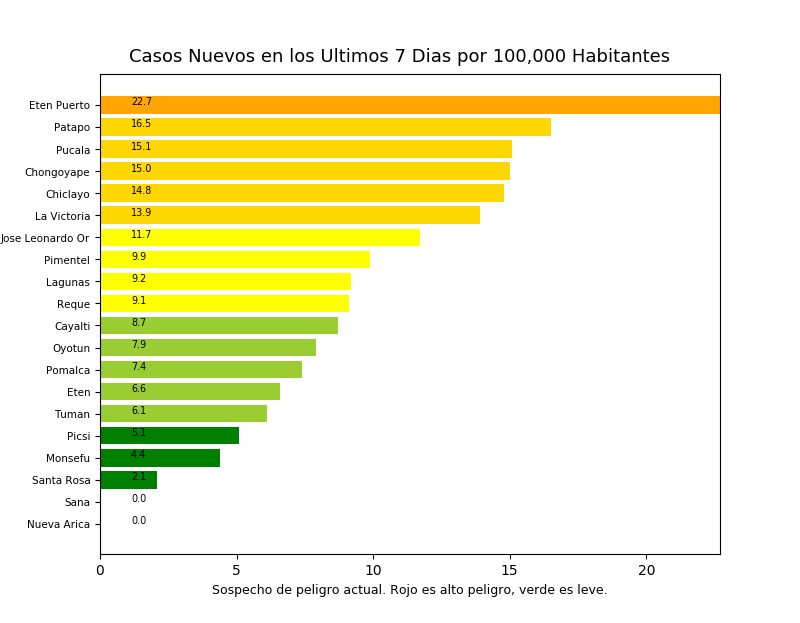 Casos Nuevos en los Ultimos 7 Dias por 100,000 Habitantes
Eten Puerto 22.7
Patapo 16.5
Pucala 15.1
Chongoyape 15.0
Chiclayo 14.8
La Victoria 13.9
Jose Leonardo Or 11.7
Pimentel 9.9
Lagunas 9.2
Reque 9.1
Cayalti 8.7
Oyotun 7.9
Pomalca 7.4
Eten 6.6
Tuman 6.1
Picsi 5.1
Monsefu 4.4
Santa Rosa 2.1
Sana 0.0
Nueva Arica 0.0
0 5 10 15 20
Sospecho de peligro actual. Rojo es alto peligro, verde es leve.